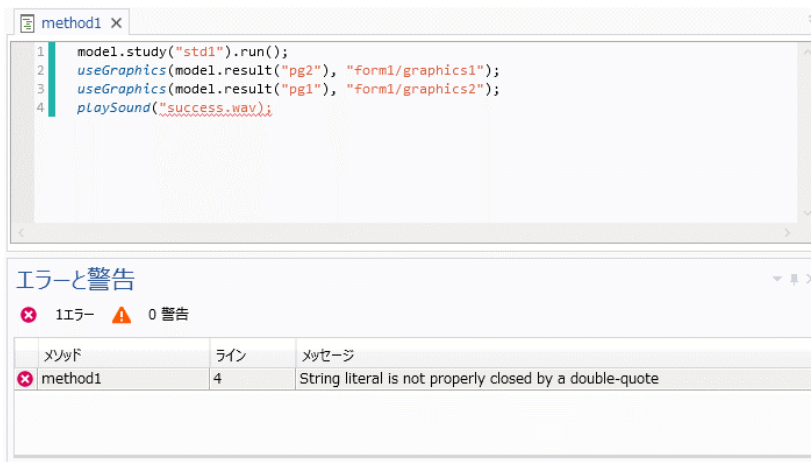 method1
1 model.study("std1").run();
2 useGraphics(model.result("pg2"), "form1/graphics1");
3 useGraphics(model.result("pg1"), "form1/graphics2");
4 playSound("success.wav);
エラーと警告
1エラー 0 警告
メソッド ライン メッセージ
method1 4 String literal is not properly closed by a double-quote